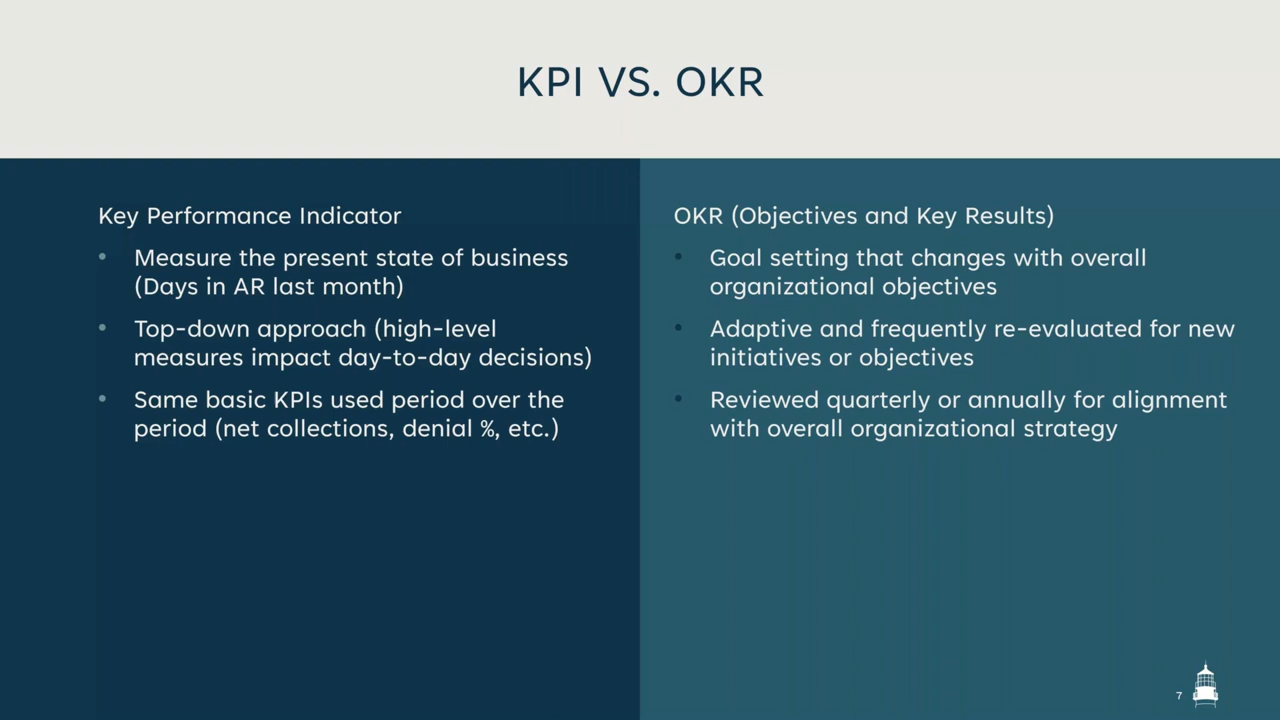 KPI VS. OKR
Key Performance Indicator
• Measure the present state of business
(Days in AR last month)
• Top-down approach (high-level
measures impact day-to-day decisions)
• Same basic KPIs used period over the
period (net collections, denial %, etc.)
OKR (Objectives and Key Results)
• Goal setting that changes with overall
organizational objectives
• Adaptive and frequently re-evaluated for new
initiatives or objectives
• Reviewed quarterly or annually for alignment
with overall organizational strategy
7